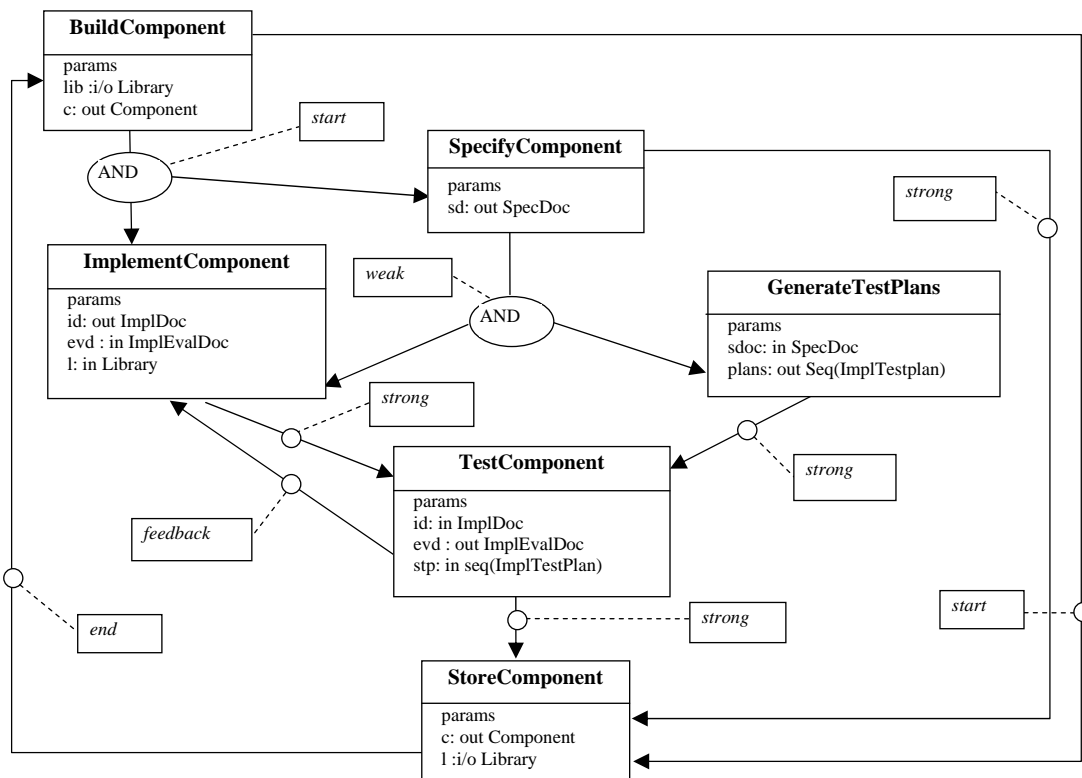 BuildComponent
params
lib :i/o Library
c: out Component
start
AND
SpecifyComponent
params
sd: out SpecDoc
strong
ImplementComponent
params
id: out ImplDoc
evd : in ImplEvalDoc
l: in Library
weak
AND
GenerateTestPlans
params
sdoc: in SpecDoc
plans: out Seq(ImplTestplan)
strong
TestComponent
params
id: in ImplDoc
evd : out ImplEvalDoc
stp: in seq(ImplTestPlan)
strong
feedback
start
end
strong
StoreComponent
params
c: out Component
l :i/o Library